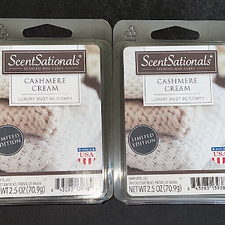 ScentSationals®
SCENTED WAX CUBES
CASHMERE
CREAM
LUXURY MUST BE COMFY
LIMITED
EDITION
USA
NET WT 2.5 OZ (70.9g)
ScentSationals®
SCENTED WAX CUBES
CASHMERE
CREAM
LUXURY MUST BE COMFY
LIMITED
EDITION
USA
NET WT 2.5 OZ (70.9g)